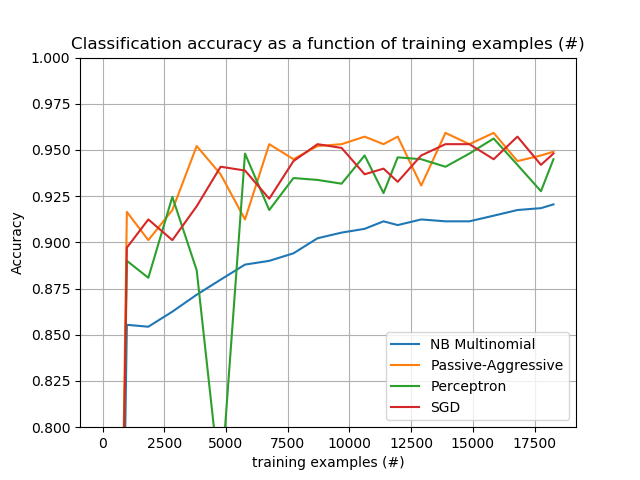 Classification accuracy as a function of training examples (#)
1.000
0.975
0.950
0.925
0.900
0.875
0.850
0.825
0.800
Accuracy
NB Multinomial
Passive-Aggressive
Perceptron
SGD
0 2500 5000 7500 10000 12500 15000 17500
training examples (#)